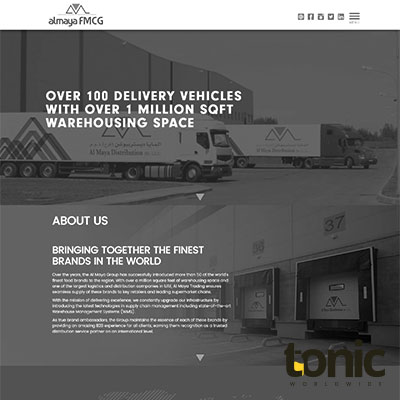 almaya FMCG
OVER 100 DELIVERY VEHICLES
WITH OVER 1 MILLION SQFT
WAREHOUSING SPACE
Al Maya Distribution
ABOUT US
37
BRINGING TOGETHER THE FINEST
BRANDS IN THE WORLD
Over the years, the Al Maya Group has successfully introduced more than 50 of the world's
finest food brands to the region. With over a million square feet of warehousing space and
one of the largest logistics and distribution companies in UAE, Al Maya Trading ensures
seamless supply of these brands to key retailers and leading supermarket chains.
With the mission of delivering excellence, we constantly upgrade our infrastructure by
introducing the latest technologies in supply chain management including state-of-the-art
Warehouse Management Systems (WMS).
As true brand ambassadors, the Group maintains the essence of each of these brands by
providing an amazing B2B experience for all clients, earning them recognition as a trusted
distribution service partner on an international level.
tonic
WORLDWIDE